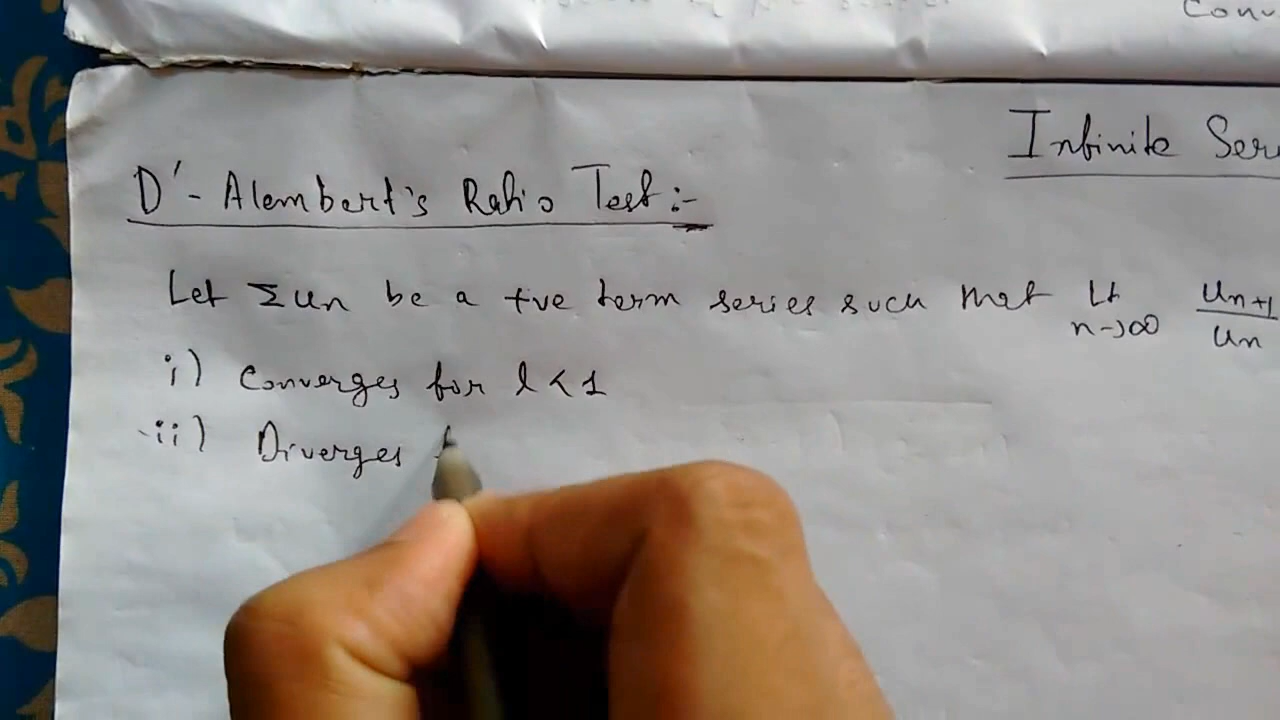 Conv
Infinite Ser
D'-Alembert's Ratio Test :-
Let Σun be a +ve term series such that Lt n→∞ un+1/un
i) Converges for l<1
ii) Diverges